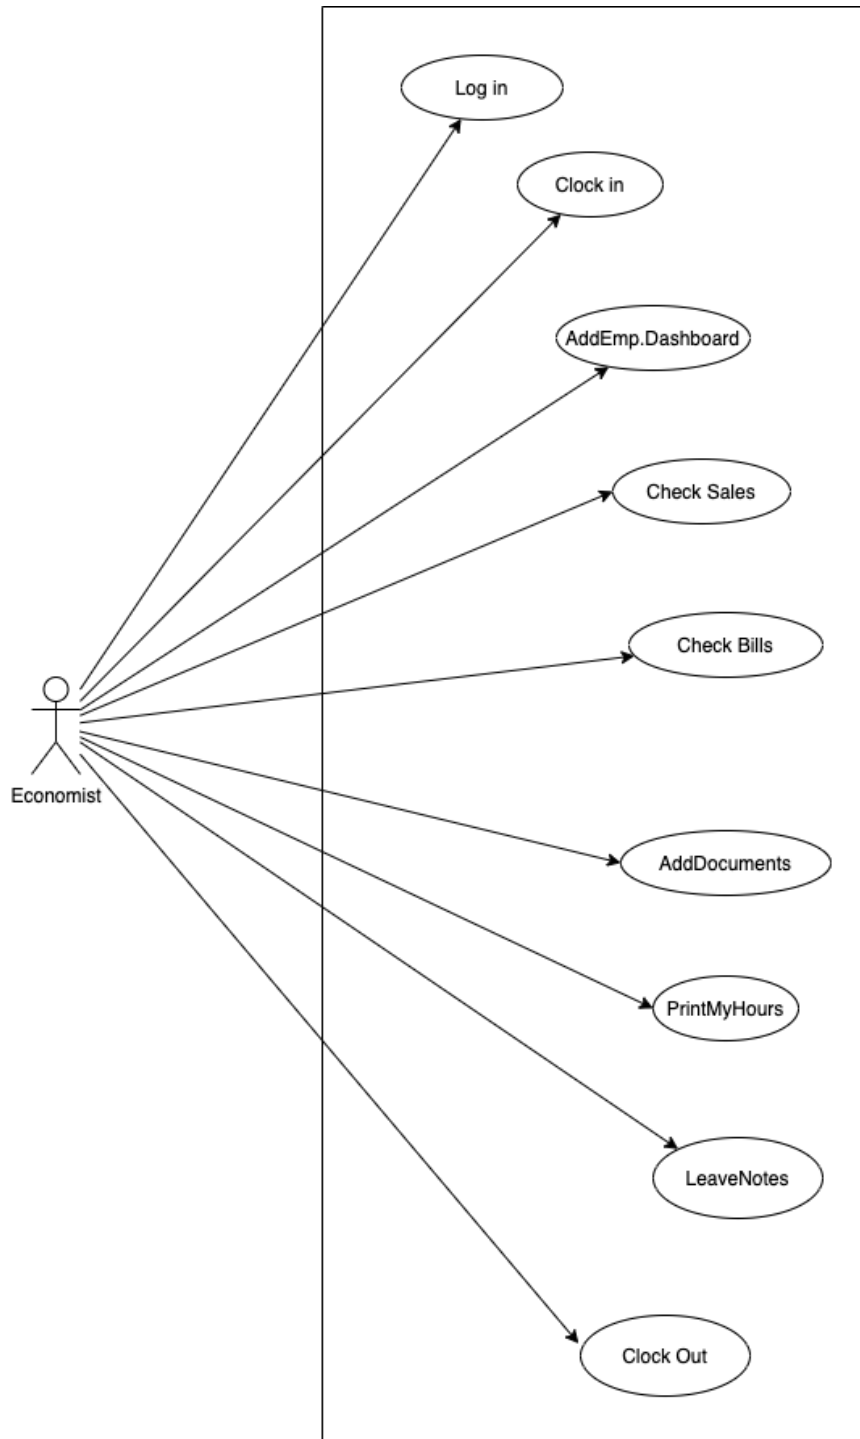 Log in
Clock in
AddEmp.Dashboard
Check Sales
Check Bills
Economist
AddDocuments
PrintMyHours
LeaveNotes
Clock Out